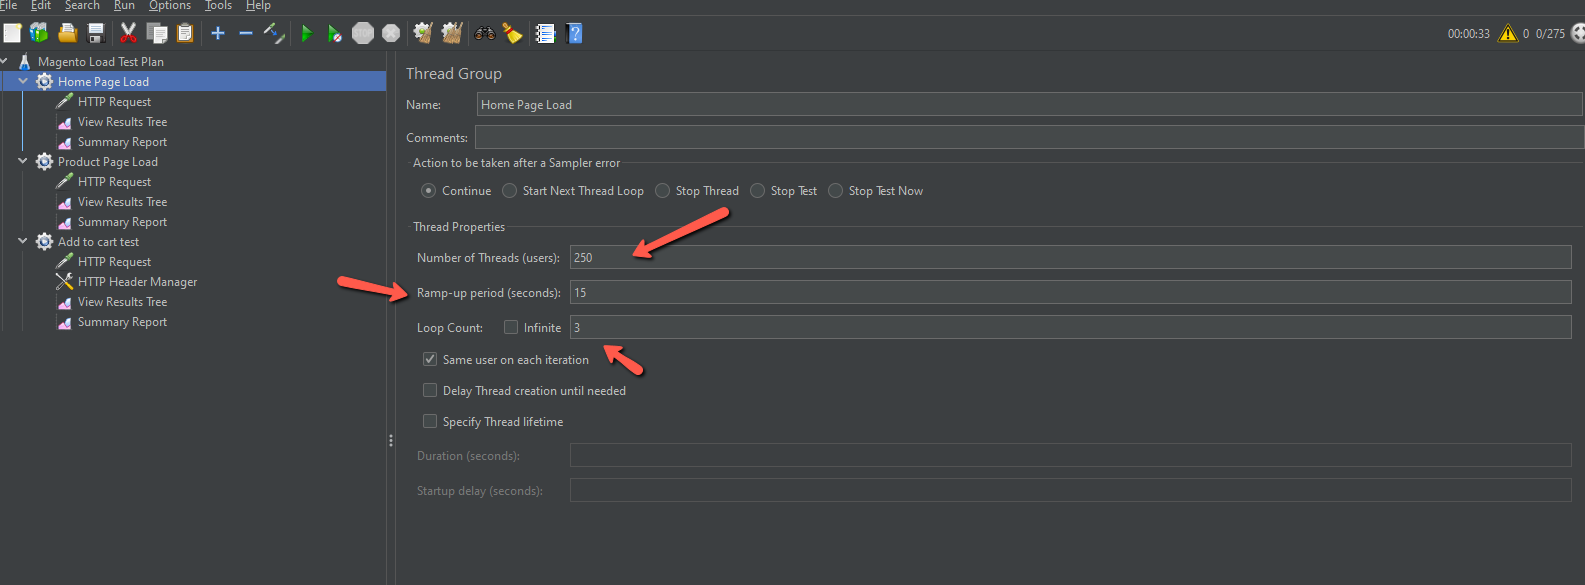 File Edit Search Run Options Tools Help
STOP 00:00:33 0 0/275
Magento Load Test Plan
Home Page Load
HTTP Request
View Results Tree
Summary Report
Product Page Load
HTTP Request
View Results Tree
Summary Report
Add to cart test
HTTP Request
HTTP Header Manager
View Results Tree
Summary Report
Thread Group
Name: Home Page Load
Comments:
Action to be taken after a Sampler error
Continue Start Next Thread Loop Stop Thread Stop Test Stop Test Now
Thread Properties
Number of Threads (users): 250
Ramp-up period (seconds): 15
Loop Count: Infinite 3
Same user on each iteration
Delay Thread creation until needed
Specify Thread lifetime
Duration (seconds):
Startup delay (seconds):